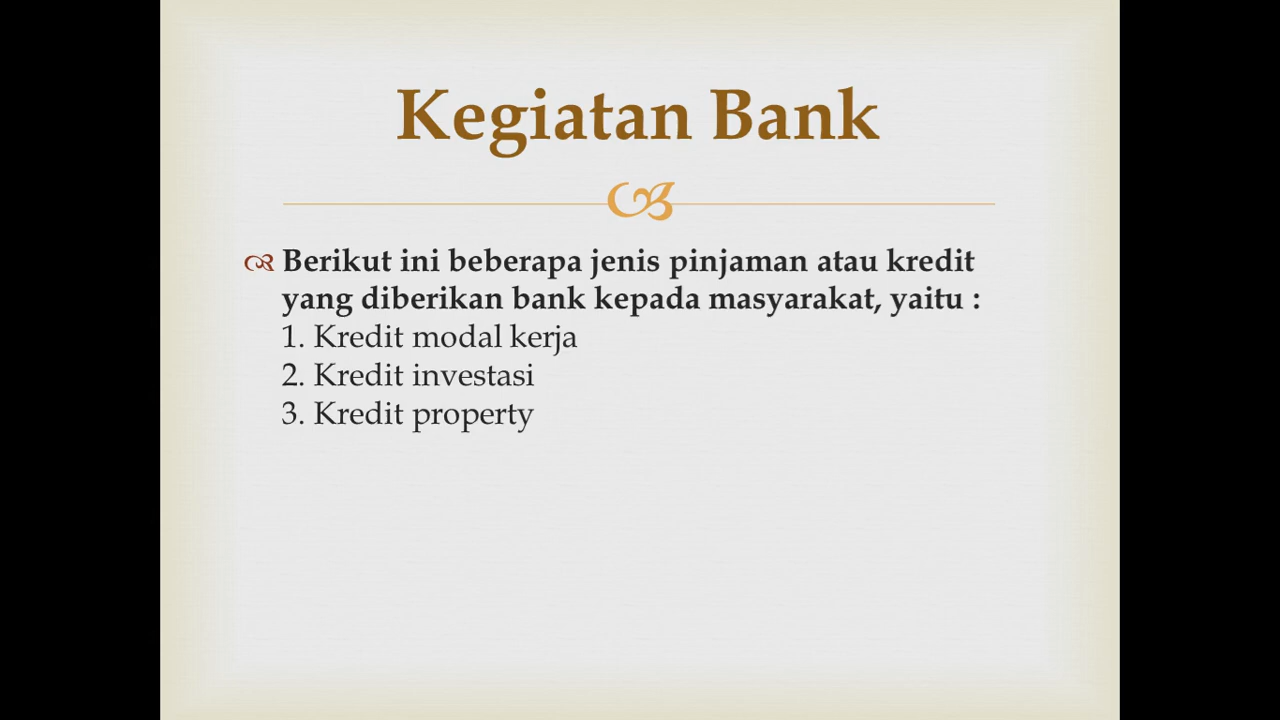 Kegiatan Bank
Berikut ini beberapa jenis pinjaman atau kredit
yang diberikan bank kepada masyarakat, yaitu :
1. Kredit modal kerja
2. Kredit investasi
3. Kredit property